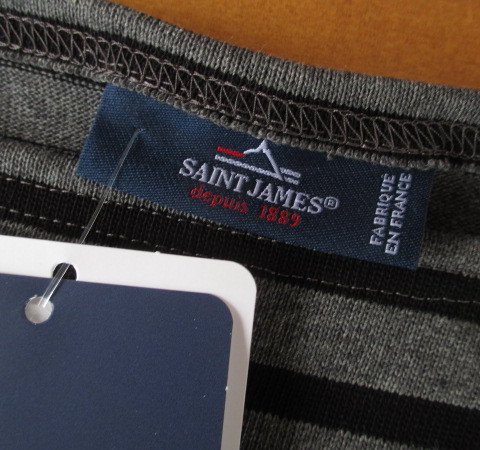 SAINT JAMES®
depuis 1889
FABRIQUÉ
EN FRANCE